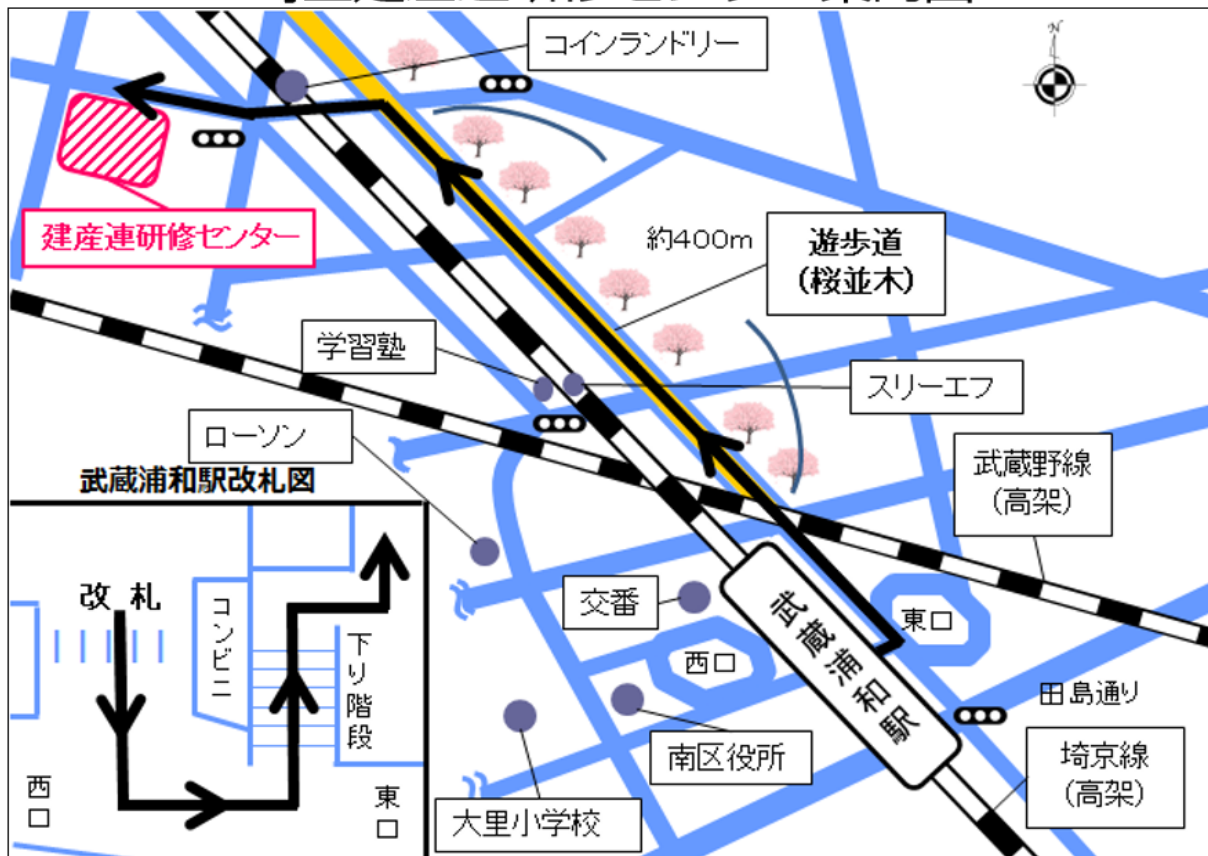 コインランドリー
N
建産連研修センター
約400m
遊歩道
(桜並木)
学習塾
スリーエフ
ローソン
武蔵野線
(高架)
武蔵浦和駅改札図
改札
コンビニ
下り階段
西口
東口
交番
西口
武蔵浦和駅
東口
田島通り
南区役所
大里小学校
埼京線
(高架)